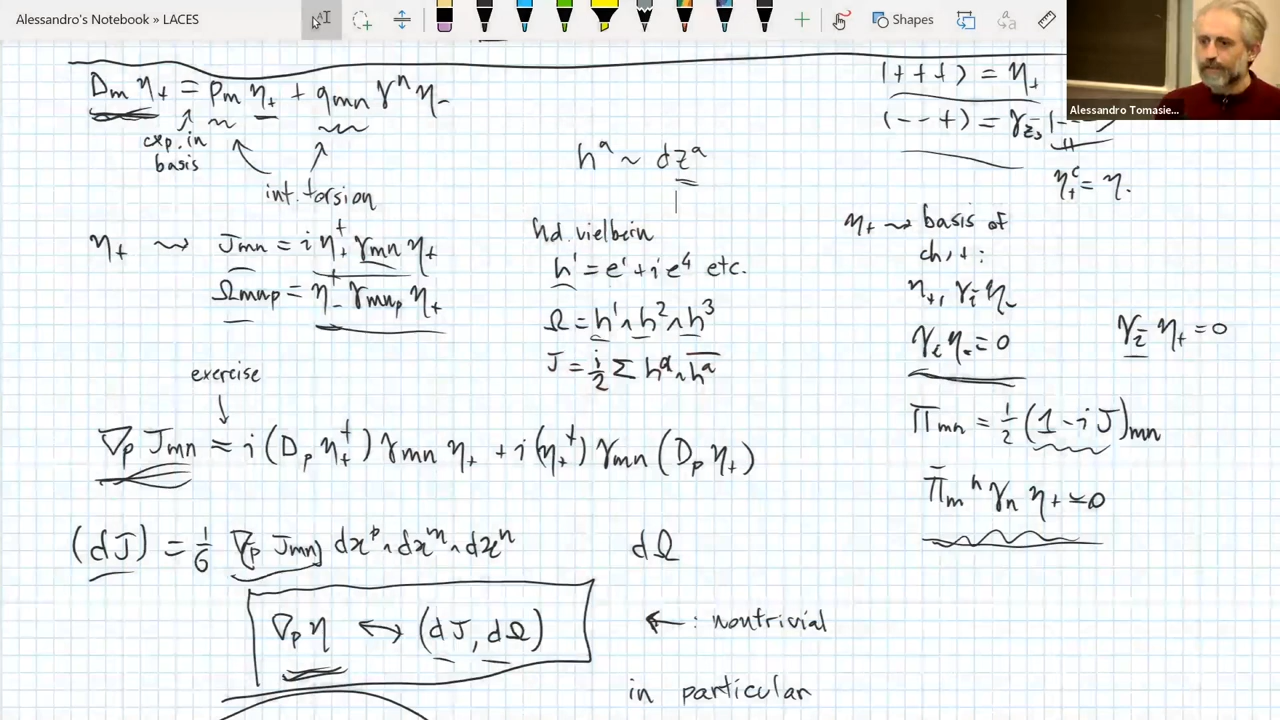 Alessandro's Notebook » LACES
Shapes
Alessandro Tomasie...
D_m η_+ = p_m η_+ + q_mn γ^n η_-
exp. in
basis
int. torsion
η_+ ⇝ J_mn = i η_+^† γ_mn η_+
Ω_mnp = η_-^† γ_mnp η_+
exercise
∇_p J_mn = i (D_p η_+^†) γ_mn η_+ + i (η_+^†) γ_mn (D_p η_+)
(dJ) = 1/6 ∇_[p J_mn] dx^p ∧ dx^m ∧ dx^n
dΩ
∇_p η ↔ (dJ, dΩ)
← : nontrivial
in particular
h^a ~ dz^a
hol. vielbein
h^1 = e^1 + i e^4 etc.
Ω = h^1 ∧ h^2 ∧ h^3
J = i/2 Σ h^a ∧ \overline{h^a}
|+++⟩ = η_+
η_+^c = η_-
η_+ ⇝ basis of
ch. + :
η_+, γ_i η_-
γ_i η_- = 0
γ_ī η_+ = 0
Π_mn = 1/2 (1 - iJ)_mn
\bar{Π}_m^n γ_n η_+ = 0